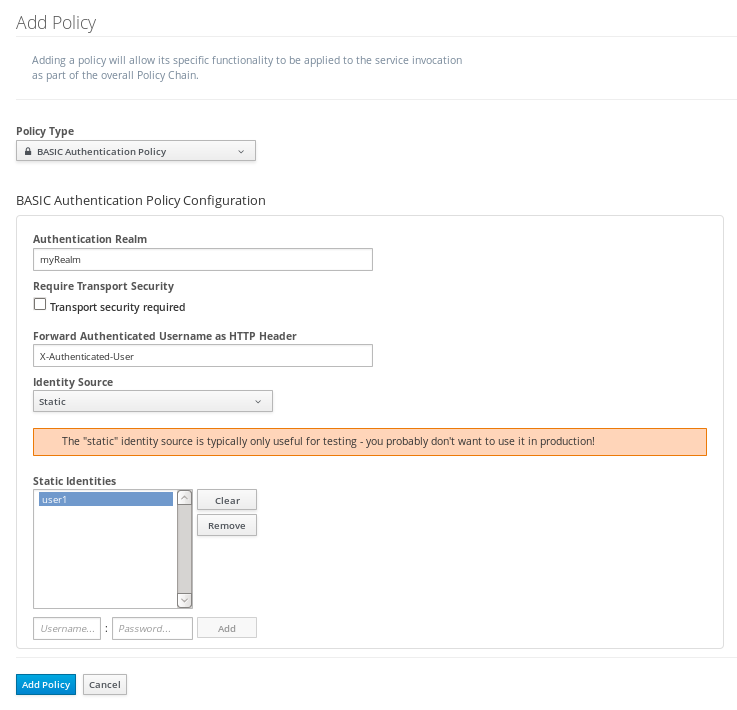 Add Policy
Adding a policy will allow its specific functionality to be applied to the service invocation
as part of the overall Policy Chain.
Policy Type
BASIC Authentication Policy
BASIC Authentication Policy Configuration
Authentication Realm
myRealm
Require Transport Security
Transport security required
Forward Authenticated Username as HTTP Header
X-Authenticated-User
Identity Source
Static
The "static" identity source is typically only useful for testing - you probably don't want to use it in production!
Static Identities
user1
Clear
Remove
Username... : Password... Add
Add Policy Cancel